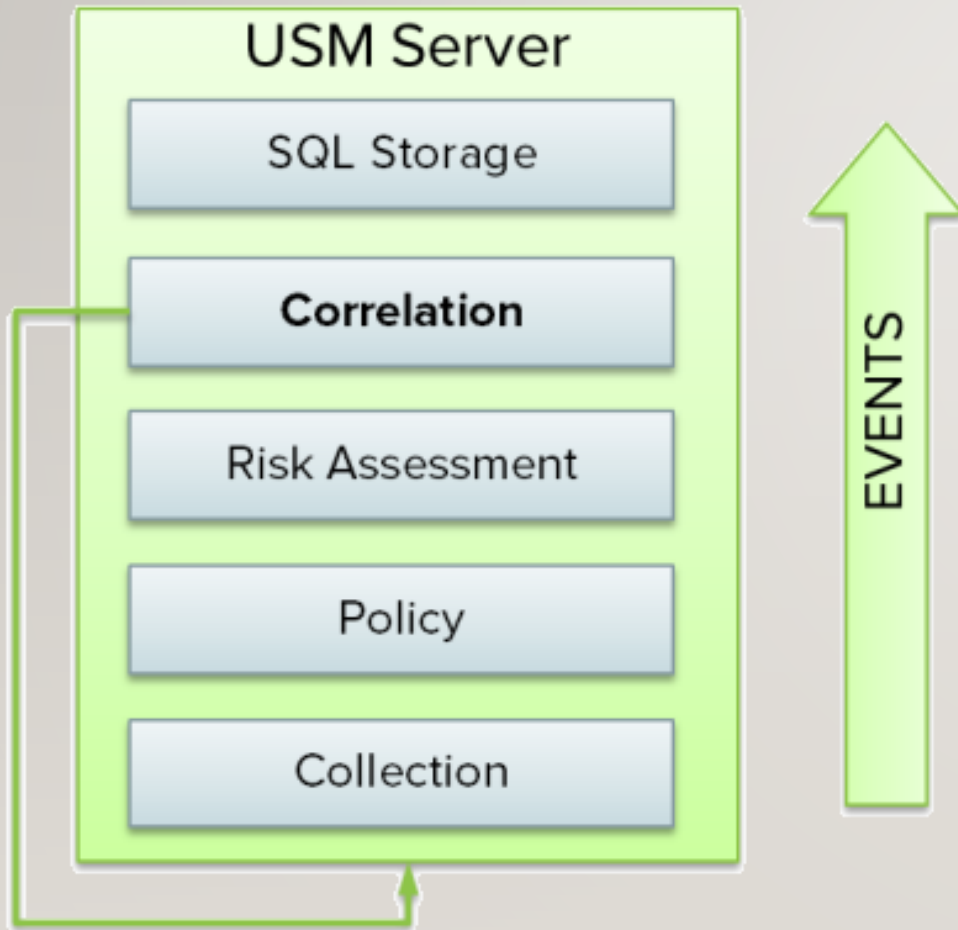 USM Server
SQL Storage
Correlation
Risk Assessment
Policy
Collection
EVENTS